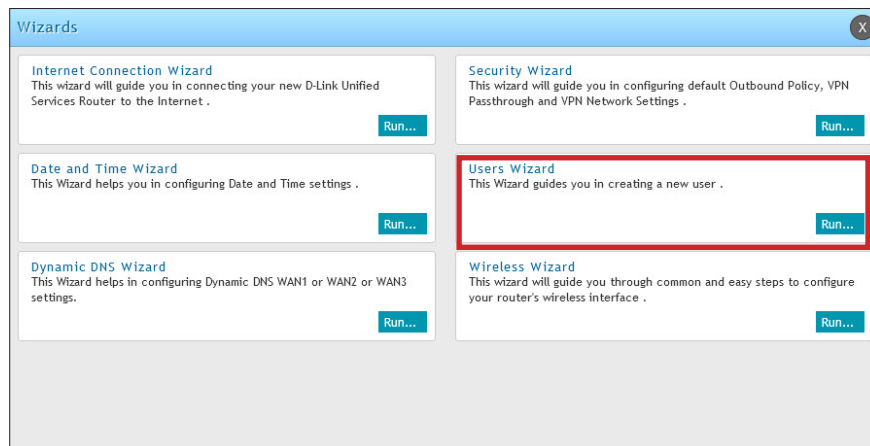 Wizards
X
Internet Connection Wizard
This wizard will guide you in connecting your new D-Link Unified
Services Router to the Internet .
Run...
Security Wizard
This wizard will guide you in configuring default Outbound Policy, VPN
Passthrough and VPN Network Settings .
Run...
Date and Time Wizard
This Wizard helps you in configuring Date and Time settings .
Run...
Users Wizard
This Wizard guides you in creating a new user .
Run...
Dynamic DNS Wizard
This Wizard helps in configuring Dynamic DNS WAN1 or WAN2 or WAN3
settings.
Run...
Wireless Wizard
This wizard will guide you through common and easy steps to configure
your router's wireless interface .
Run...